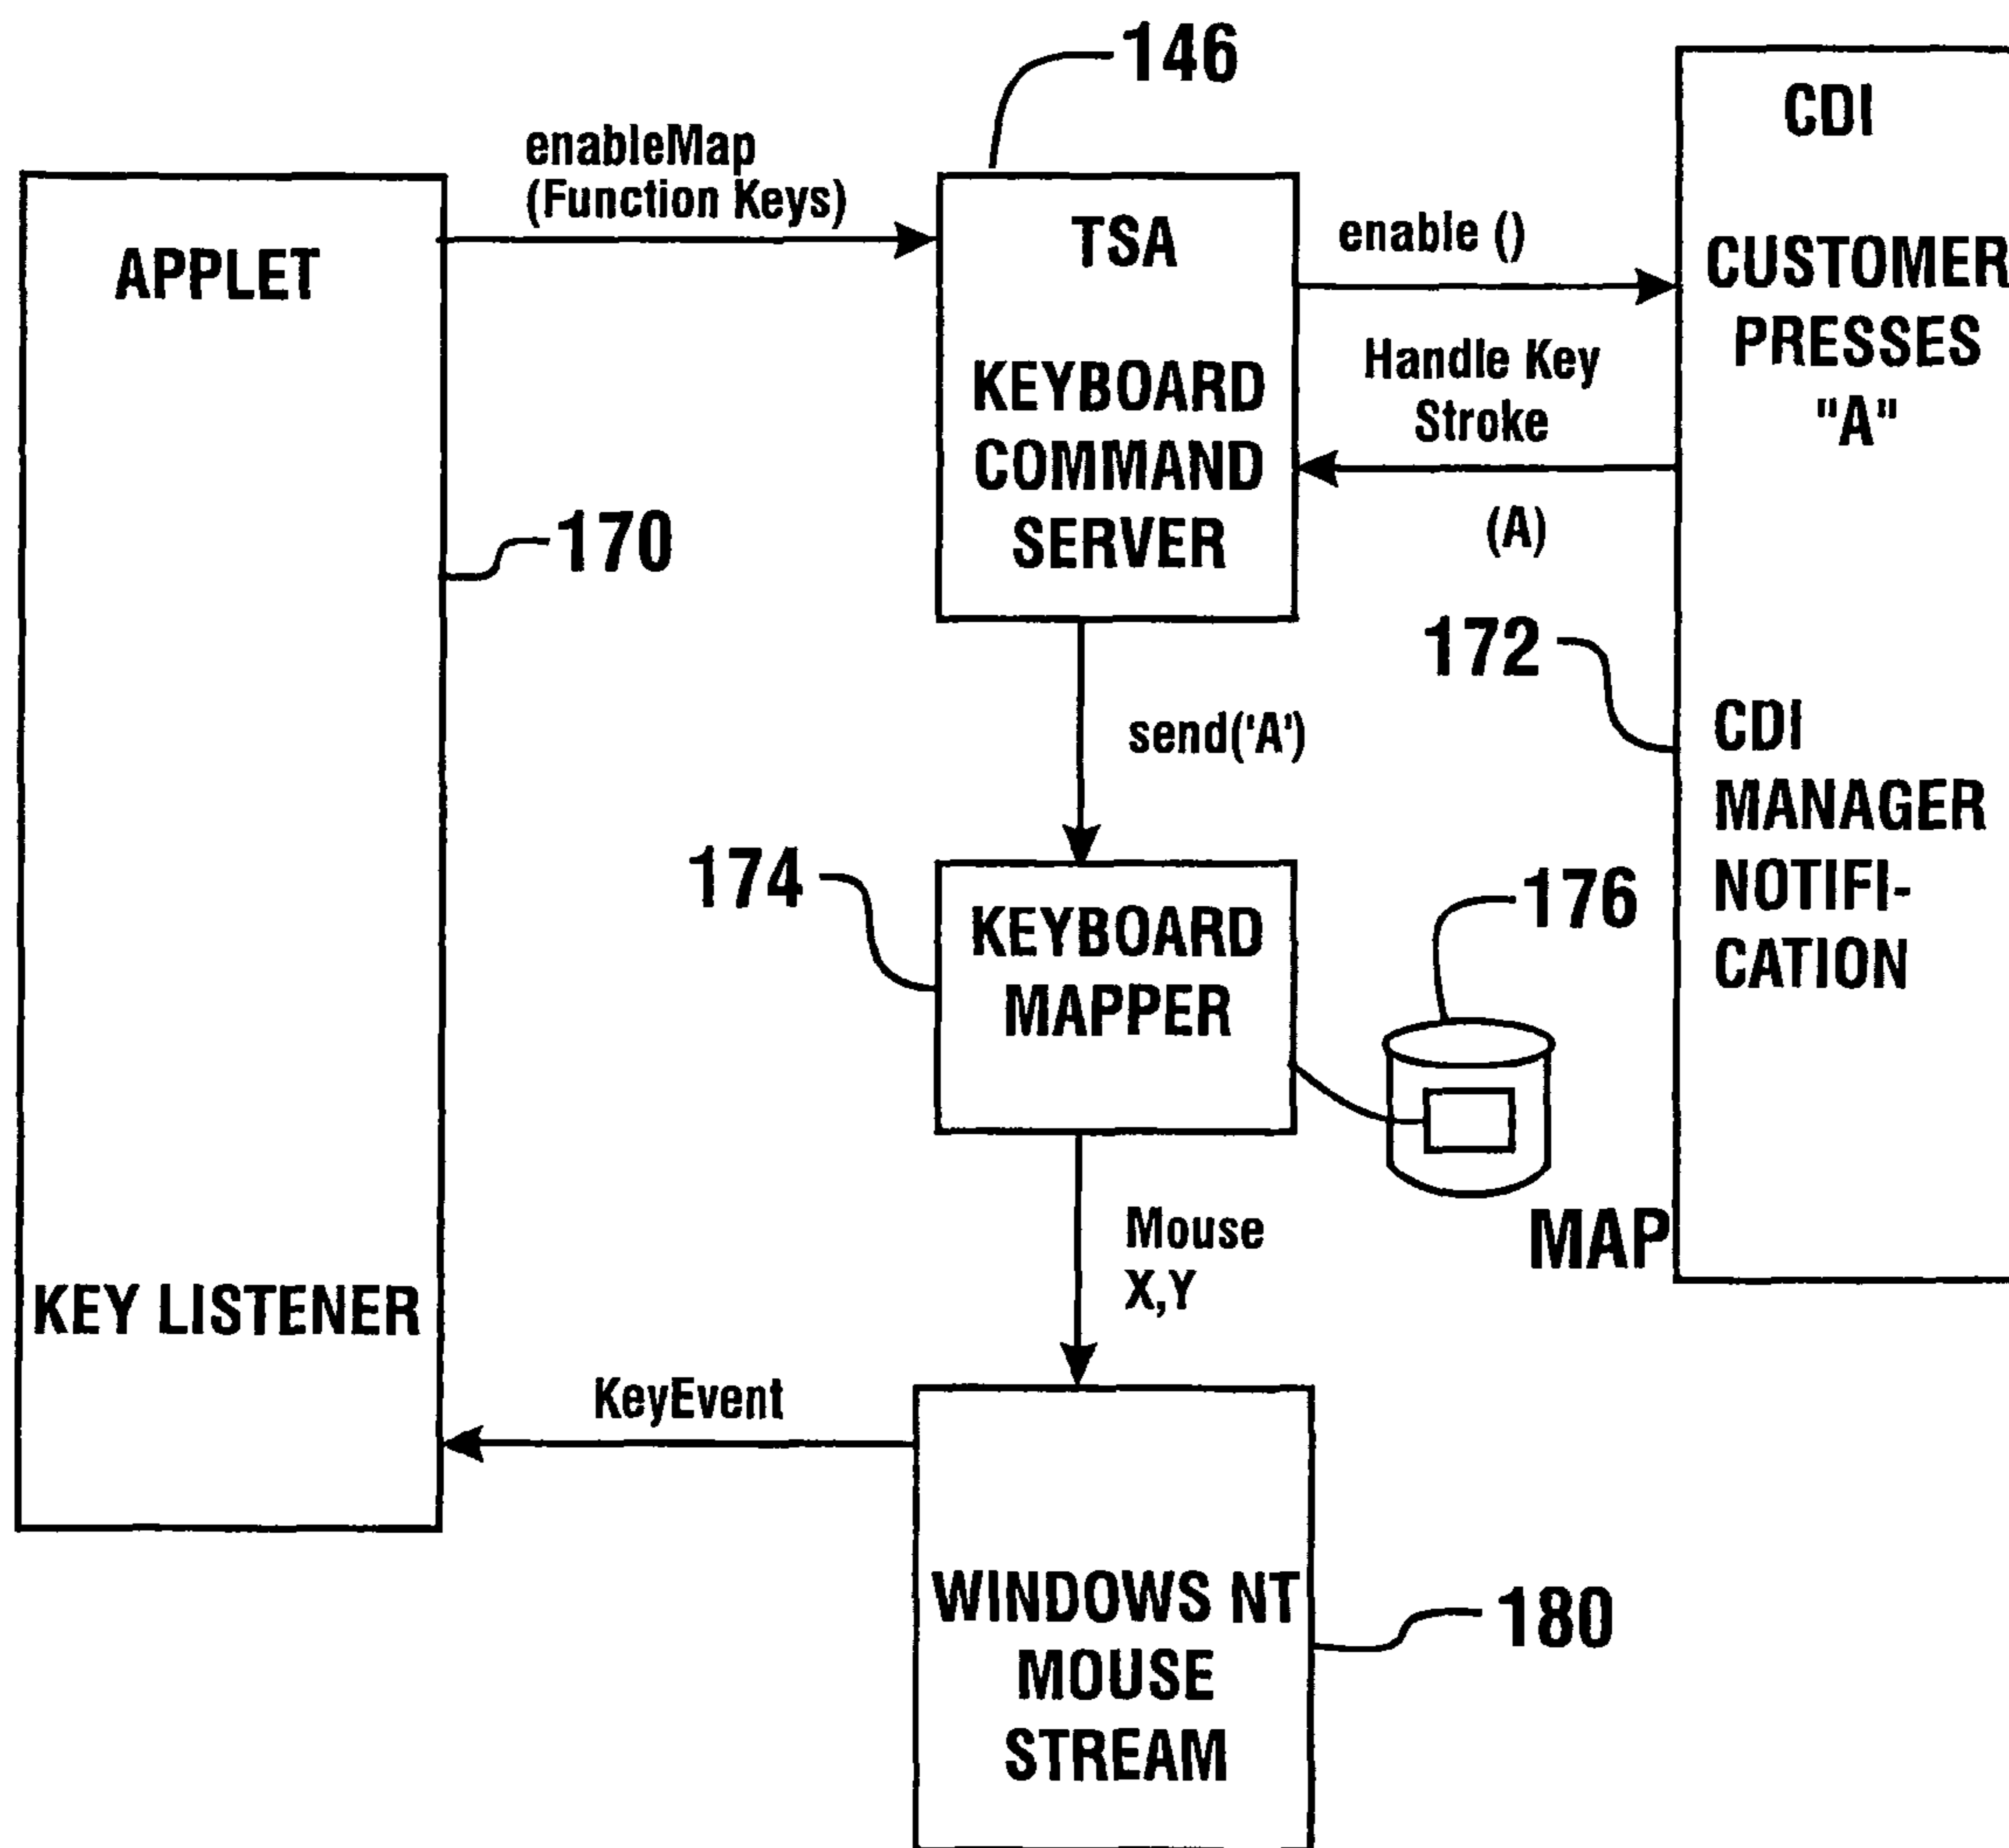 146
CDI
enableMap
(Function Keys)
APPLET
TSA
enable ()
CUSTOMER
PRESSES
"A"
KEYBOARD
COMMAND
SERVER
Handle Key
Stroke
(A)
170
172
send('A')
CDI
MANAGER
NOTIFI-
CATION
174
KEYBOARD
MAPPER
176
MAP
Mouse
X,Y
KEY LISTENER
KeyEvent
WINDOWS NT
MOUSE
STREAM
180